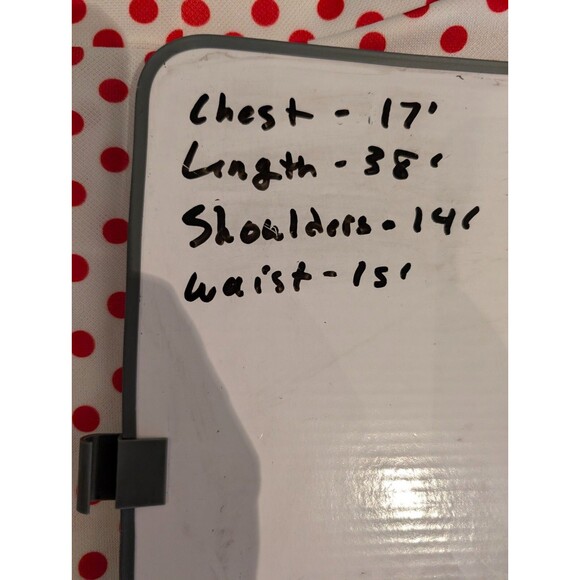 Chest - 17'
Length - 38'
Shoulders - 14'
Waist - 15'